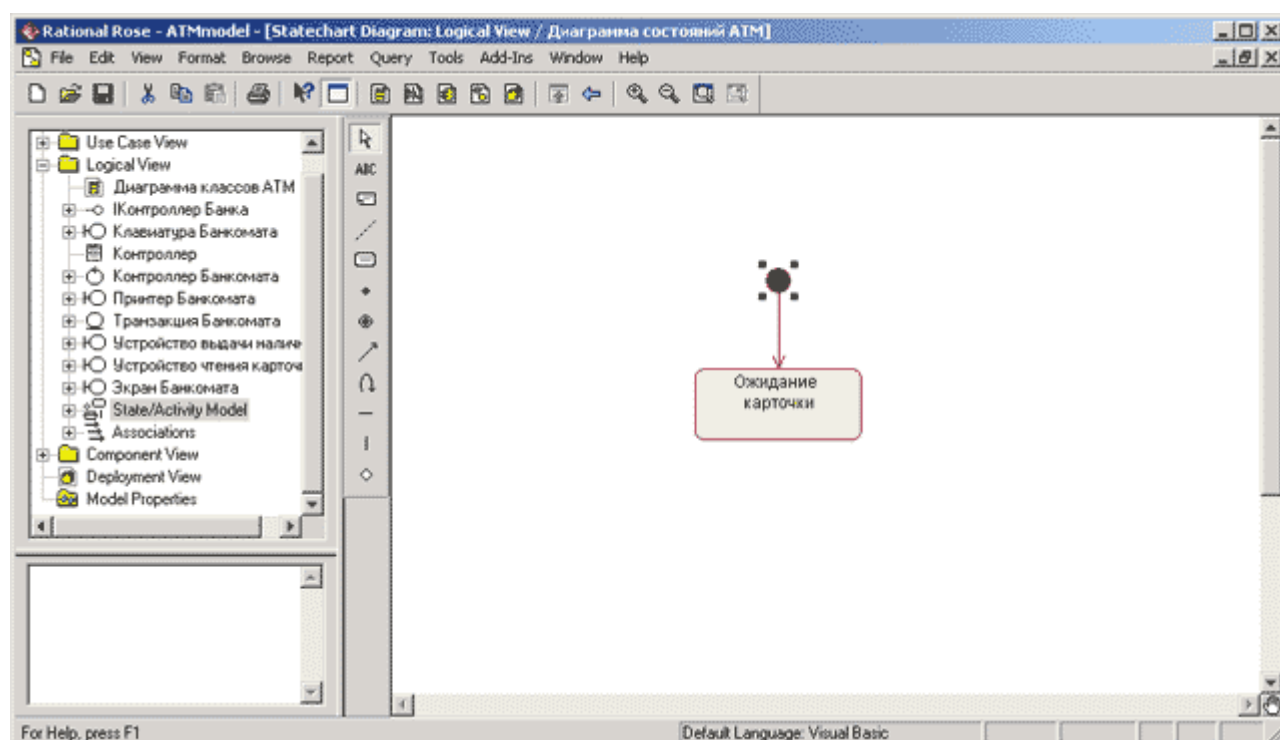 Rational Rose - ATMmodel - [Statechart Diagram: Logical View / Диаграмма состояний ATM]
File Edit View Format Browse Report Query Tools Add-Ins Window Help
Use Case View
Logical View
Диаграмма классов ATM
IКонтроллер Банка
Клавиатура Банкомата
Контроллер
Контроллер Банкомата
Принтер Банкомата
Транзакция Банкомата
Устройство выдачи налич
Устройство чтения карточ
Экран Банкомата
State/Activity Model
Associations
Component View
Deployment View
Model Properties
ABC
Ожидание
карточки
For Help, press F1
Default Language: Visual Basic